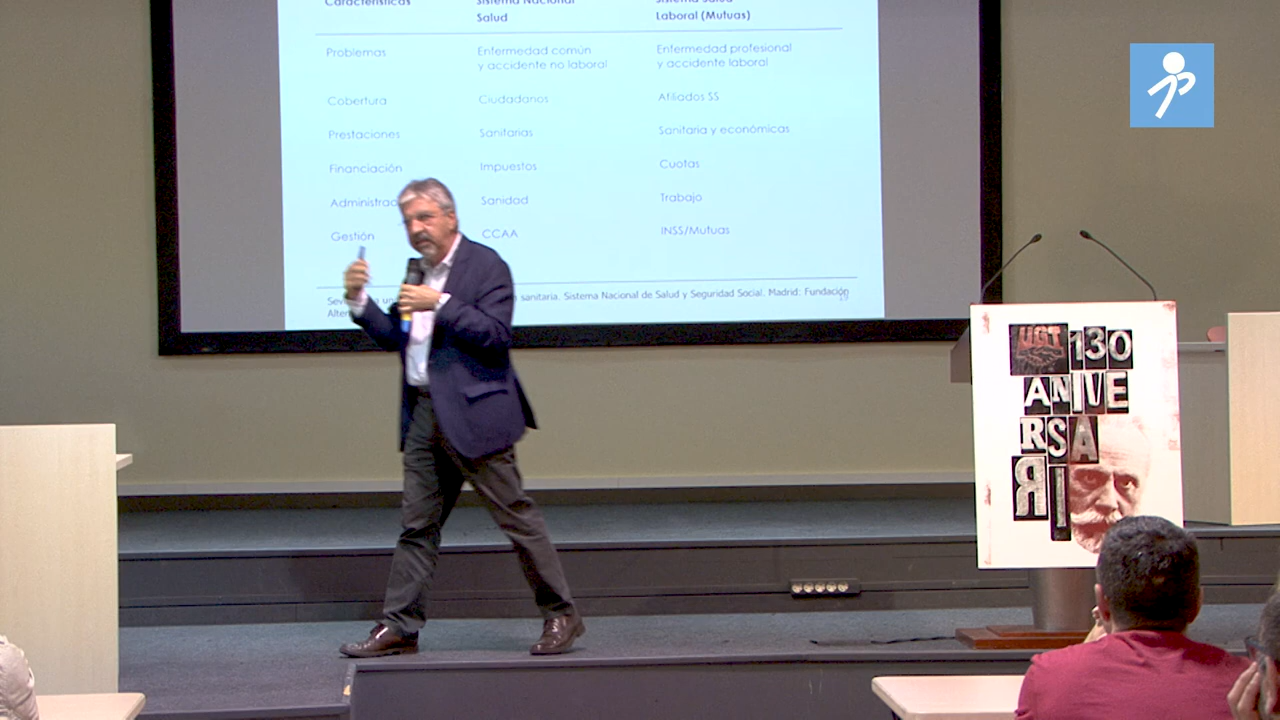 Características Sistema Nacional Sistema Salud
Salud Laboral (Mutuas)
Problemas Enfermedad común Enfermedad profesional
y accidente no laboral y accidente laboral
Cobertura Ciudadanos Afiliados SS
Prestaciones Sanitarias Sanitaria y económicas
Financiación Impuestos Cuotas
Sanidad Trabajo
Gestión CCAA INSS/Mutuas
sanitaria. Sistema Nacional de Salud y Seguridad Social. Madrid: Fundación
UGT 130
ANIVE
RSA
RI